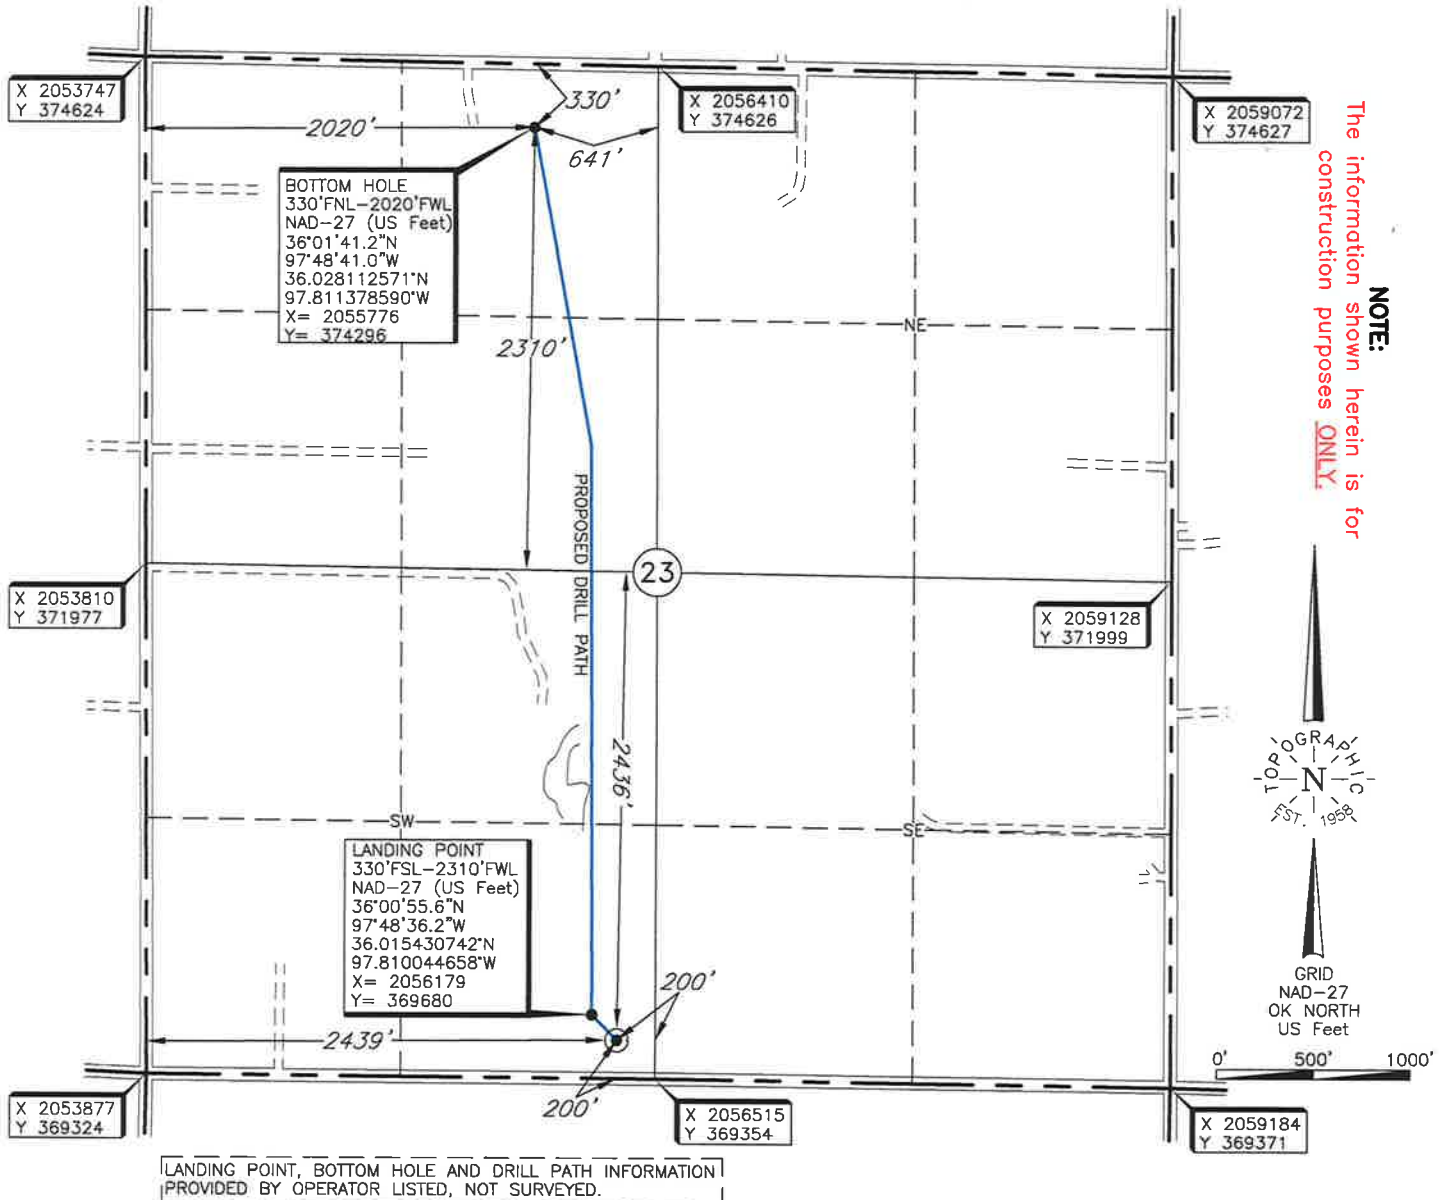 X 2053747
Y 374624
330'
X 2056410
Y 374626
X 2059072
Y 374627
2020'
641'
BOTTOM HOLE
330'FNL-2020'FWL
NAD-27 (US Feet)
36°01'41.2"N
97°48'41.0"W
36.028112571°N
97.811378590°W
X= 2055776
Y= 374296
NOTE:
The information shown herein is for
construction purposes ONLY.
NE
2310'
PROPOSED DRILL PATH
23
X 2053810
Y 371977
X 2059128
Y 371999
2436'
TOPOGRAPHIC
N
EST. 1958
SW
SE
LANDING POINT
330'FSL-2310'FWL
NAD-27 (US Feet)
36°00'55.6"N
97°48'36.2"W
36.015430742°N
97.810044658°W
X= 2056179
Y= 369680
200'
2439'
GRID
NAD-27
OK NORTH
US Feet
0' 500' 1000'
200'
X 2053877
Y 369324
X 2056515
Y 369354
X 2059184
Y 369371
LANDING POINT, BOTTOM HOLE AND DRILL PATH INFORMATION
PROVIDED BY OPERATOR LISTED, NOT SURVEYED.